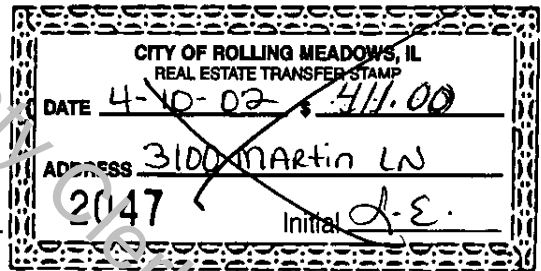 CITY OF ROLLING MEADOWS, IL
REAL ESTATE TRANSFER STAMP
DATE 4-10-02 $ 411.00
ADDRESS 3100 MARtin LN
2047 Initial L.E.